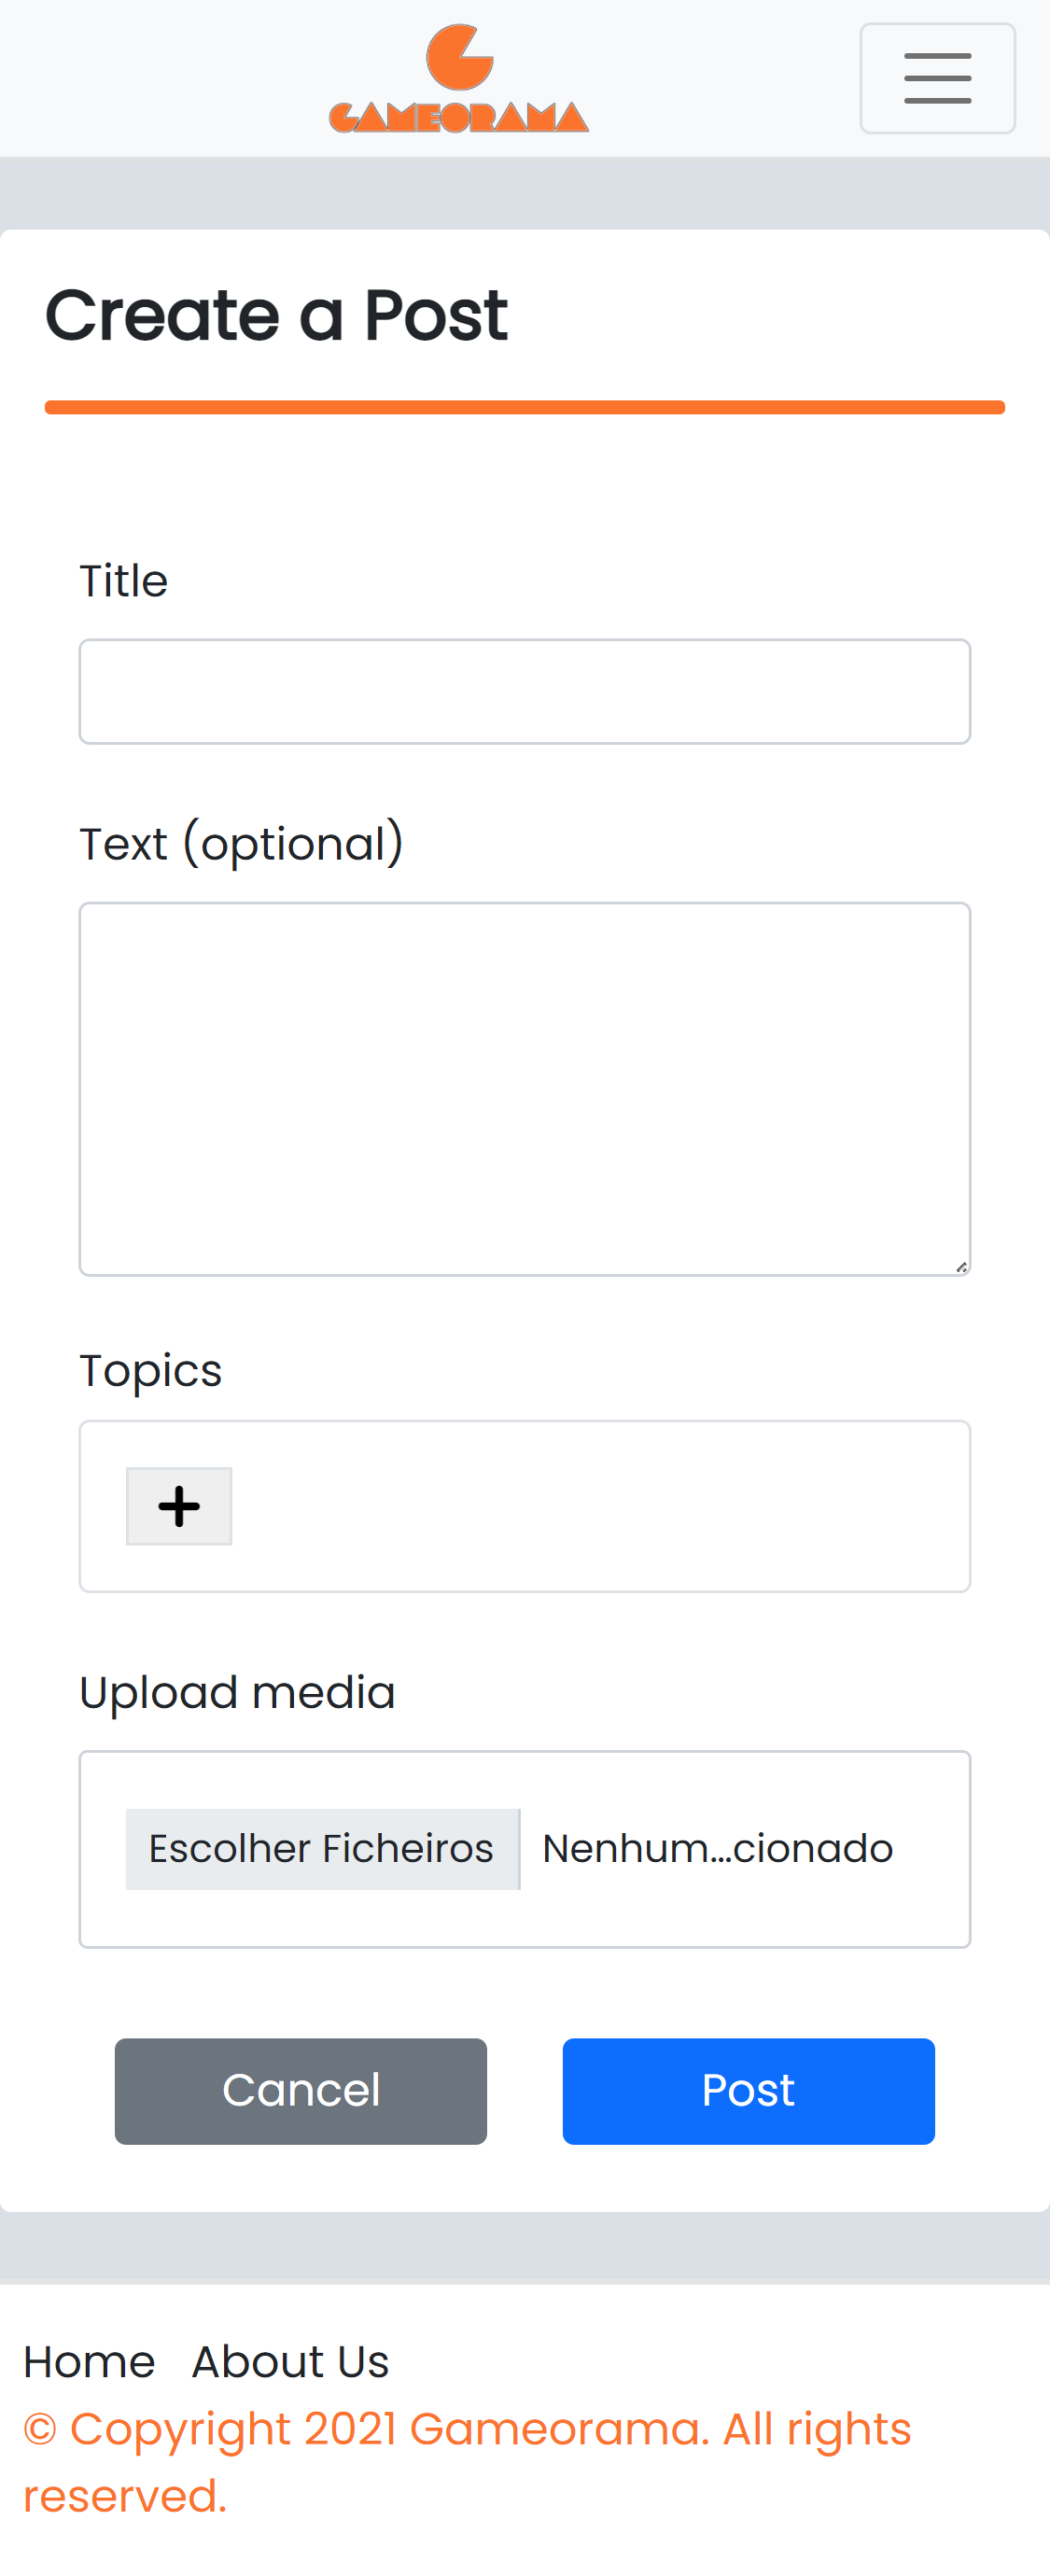 GAMEORAMA
Create a Post
Title
Text (optional)
Topics
Upload media
Escolher Ficheiros Nenhum...cionado
Cancel Post
Home About Us
© Copyright 2021 Gameorama. All rights
reserved.